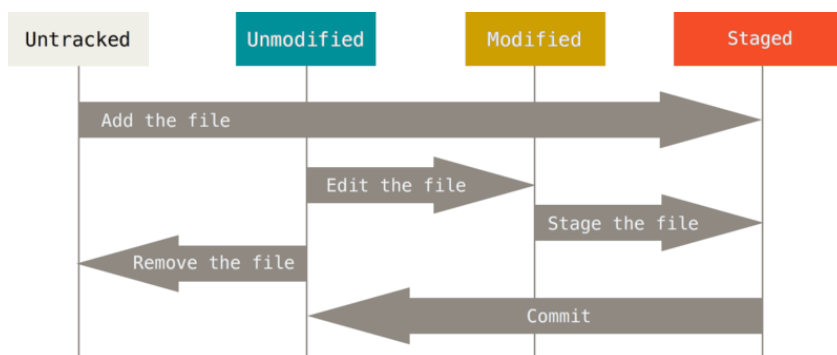 Untracked
Unmodified
Modified
Staged
Add the file
Edit the file
Stage the file
Remove the file
Commit